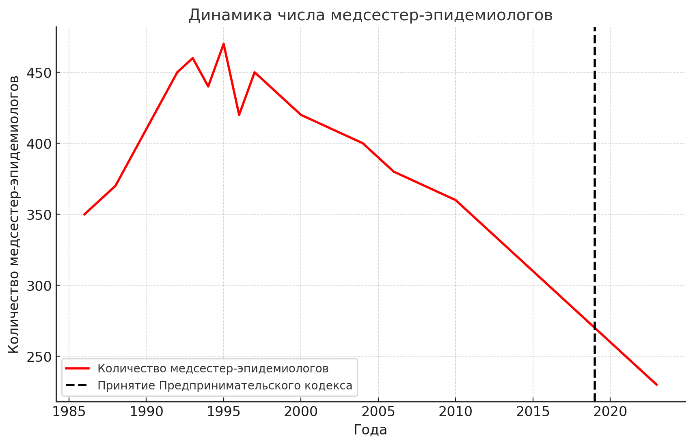 Динамика числа медсестер-эпидемиологов
Количество медсестер-эпидемиологов
450
400
350
300
250
Количество медсестер-эпидемиологов
Принятие Предпринимательского кодекса
1985 1990 1995 2000 2005 2010 2015 2020
Года